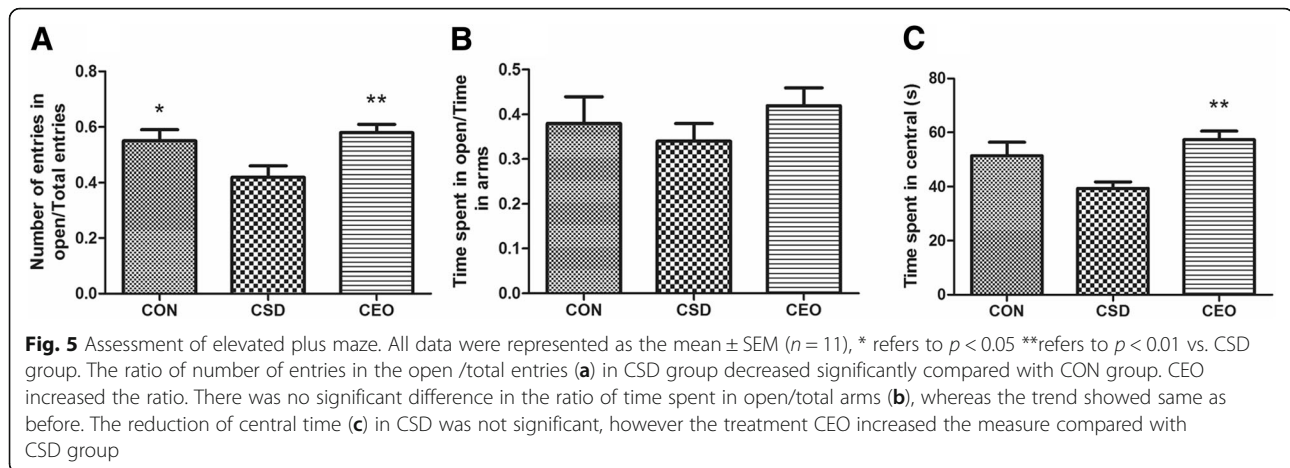 A
B
C
Number of entries in
open/Total entries
0.8
0.6
0.4
0.2
0.0
*
**
CON
CSD
CEO
Time spent in open/Time
in arms
0.5
0.4
0.3
0.2
0.1
0.0
CON
CSD
CEO
Time spent in central (s)
80
60
40
20
0
**
CON
CSD
CEO
Fig. 5 Assessment of elevated plus maze. All data were represented as the mean ± SEM (n = 11), * refers to p < 0.05 **refers to p < 0.01 vs. CSD
group. The ratio of number of entries in the open /total entries (a) in CSD group decreased significantly compared with CON group. CEO
increased the ratio. There was no significant difference in the ratio of time spent in open/total arms (b), whereas the trend showed same as
before. The reduction of central time (c) in CSD was not significant, however the treatment CEO increased the measure compared with
CSD group